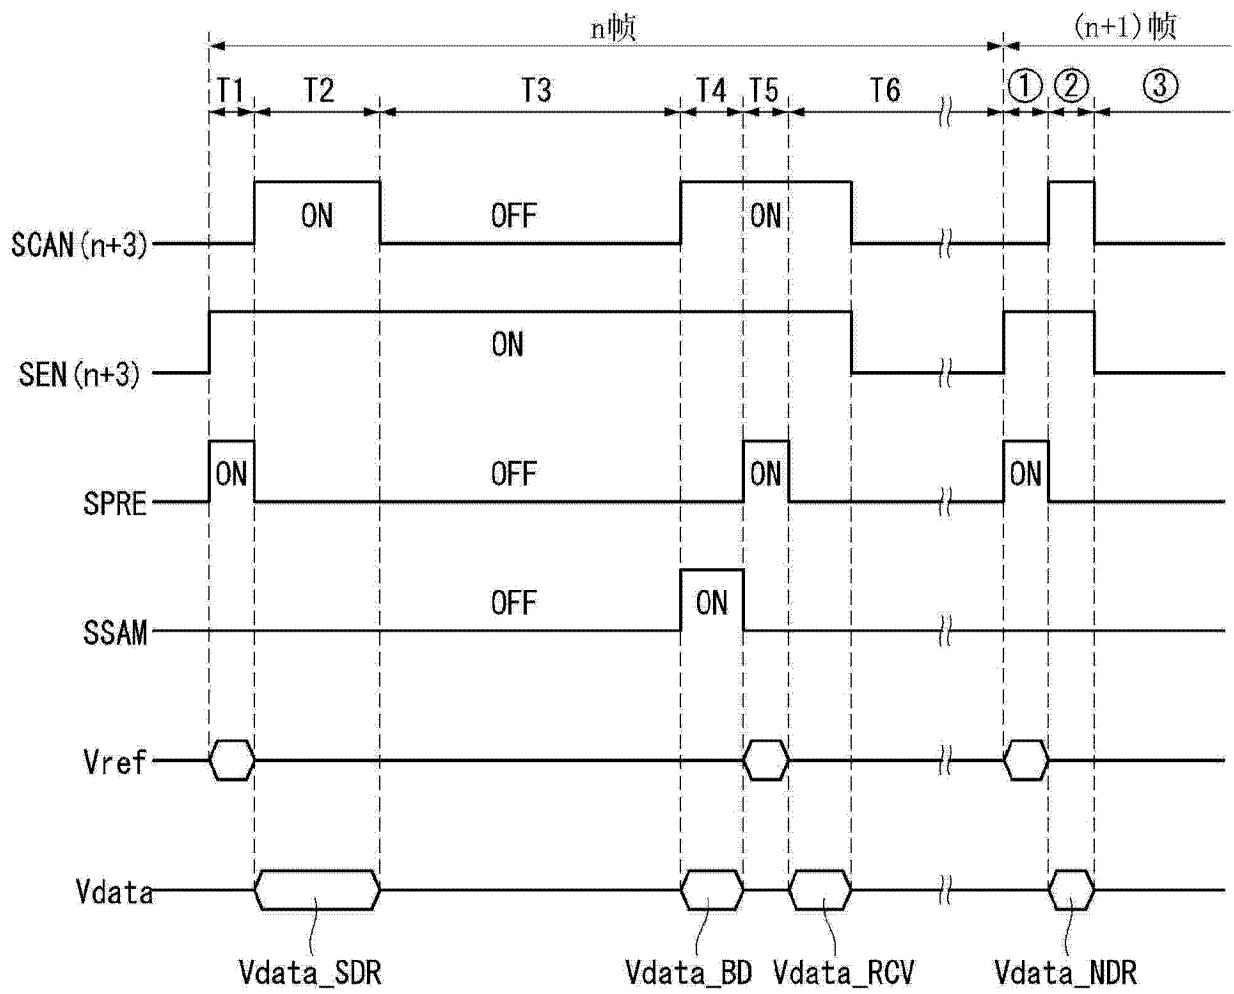 n帧 (n+1)帧
T1 T2 T3 T4 T5 T6 ① ② ③
SCAN(n+3) ON OFF ON
SEN(n+3) ON
SPRE ON OFF ON ON
SSAM OFF ON
Vref
Vdata
Vdata_SDR Vdata_BD Vdata_RCV Vdata_NDR